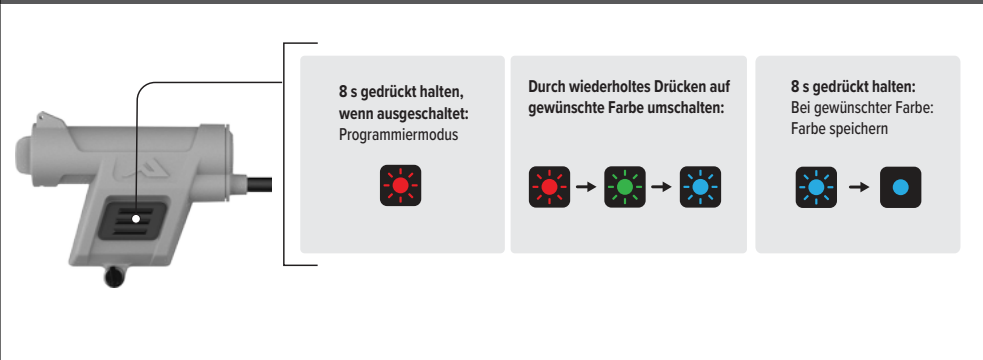 8 s gedrückt halten,
wenn ausgeschaltet:
Programmiermodus
Durch wiederholtes Drücken auf
gewünschte Farbe umschalten:
8 s gedrückt halten:
Bei gewünschter Farbe:
Farbe speichern